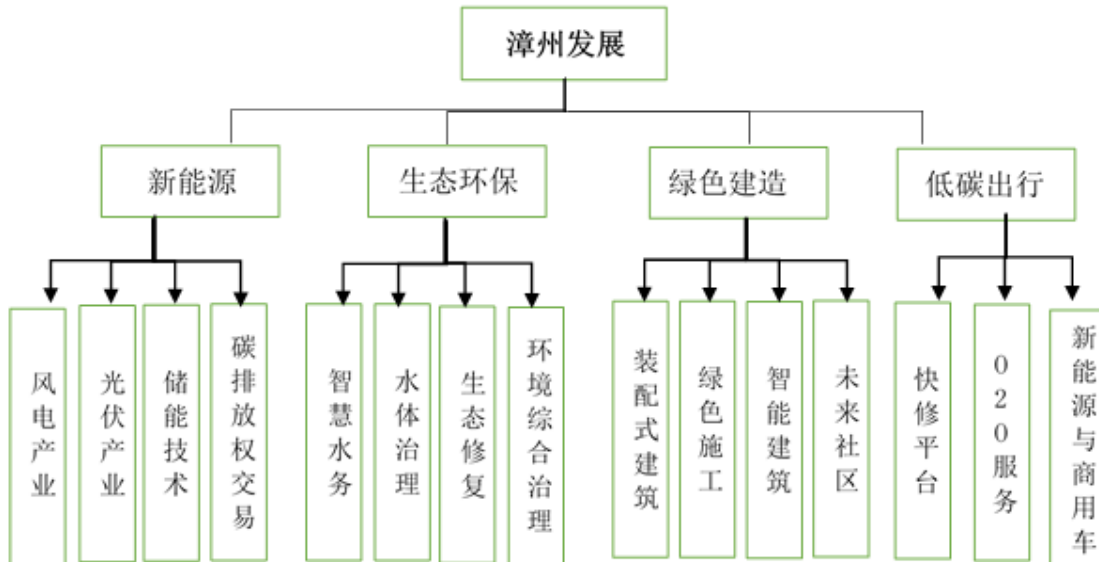 漳州发展
新能源
生态环保
绿色建造
低碳出行
风电产业
光伏产业
储能技术
碳排放权交易
智慧水务
水体治理
生态修复
环境综合治理
装配式建筑
绿色施工
智能建筑
未来社区
快修平台
O2O服务
新能源与商用车